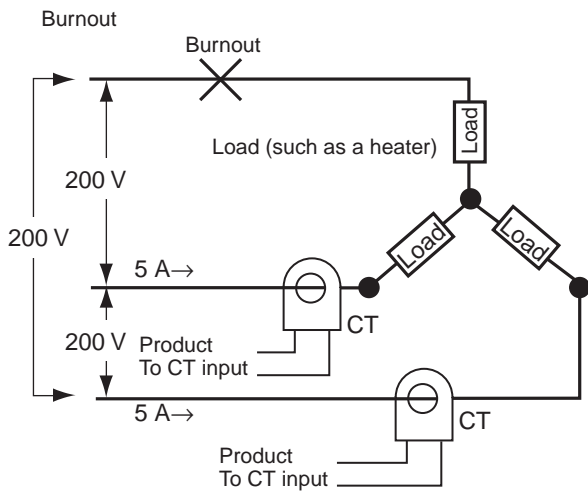 Burnout
Burnout
Load
Load (such as a heater)
200 V
200 V
Load
Load
5 A→
CT
Product
To CT input
200 V
5 A→
CT
Product
To CT input